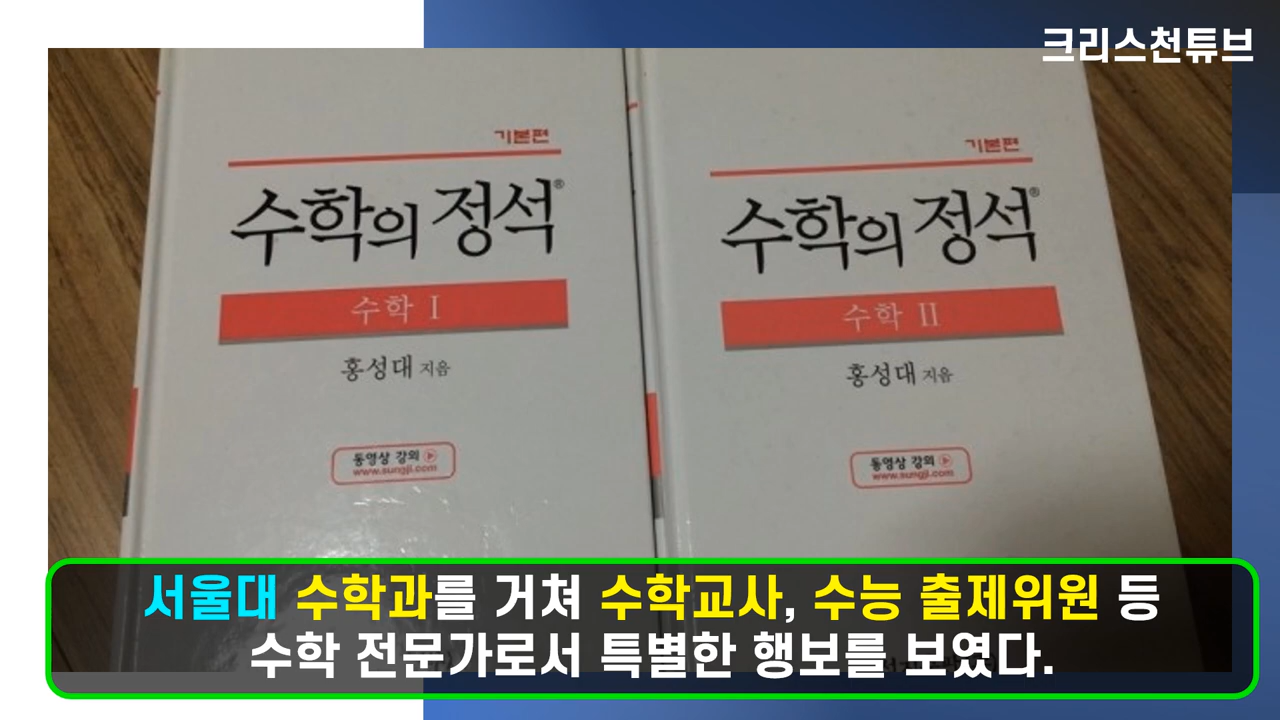 크리스천튜브
기본편
수학의 정석®
수학 Ⅰ
홍성대 지음
동영상 강의
www.sungji.com
기본편
수학의 정석®
수학 Ⅱ
홍성대 지음
동영상 강의
www.sungji.com
서울대 수학과를 거쳐 수학교사, 수능 출제위원 등
수학 전문가로서 특별한 행보를 보였다.